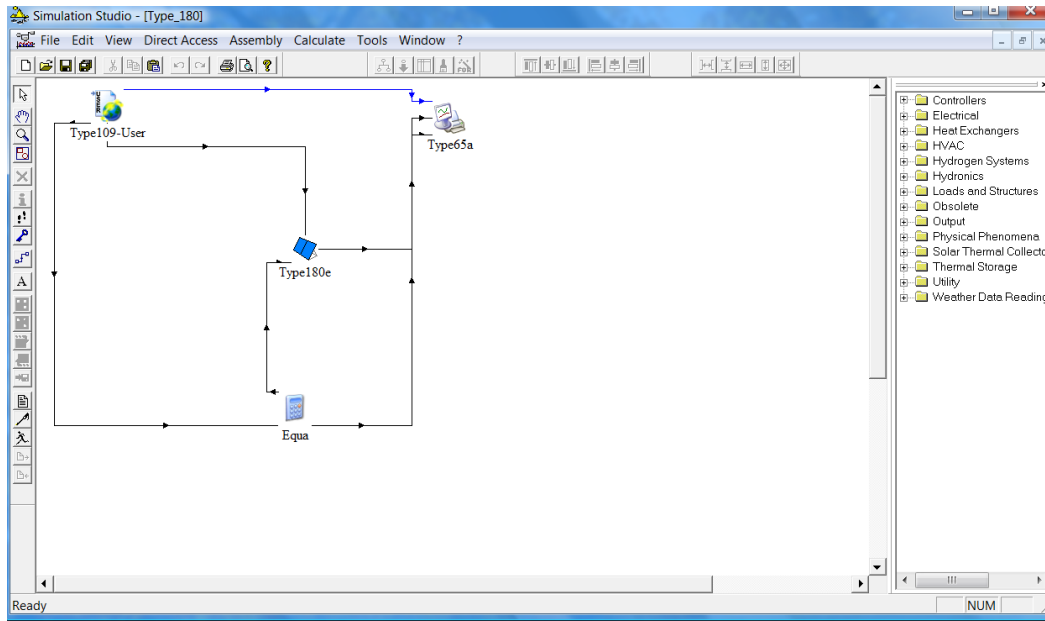 Simulation Studio - [Type_180]
File Edit View Direct Access Assembly Calculate Tools Window ?
Type109-User
Type65a
Type180e
Equa
Controllers
Electrical
Heat Exchangers
HVAC
Hydrogen Systems
Hydronics
Loads and Structures
Obsolete
Output
Physical Phenomena
Solar Thermal Collecto
Thermal Storage
Utility
Weather Data Reading
A
Ready
NUM